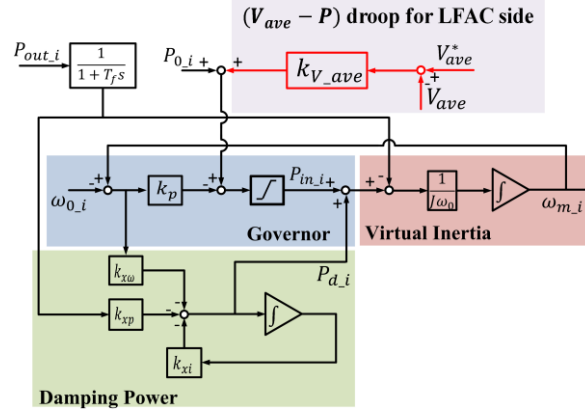 (V_ave − P) droop for LFAC side
P_out_i
1
1 + T_f s
P_0_i
+
+
k_V_ave
V*_ave
-
+
V_ave
-
+
ω_0_i
k_p
-
+
P_in_i
+
+
+
-
1
Jω_0
∫
ω_m_i
Governor
Virtual Inertia
k_xω
P_d_i
k_xp
-
-
-
∫
k_xi
Damping Power